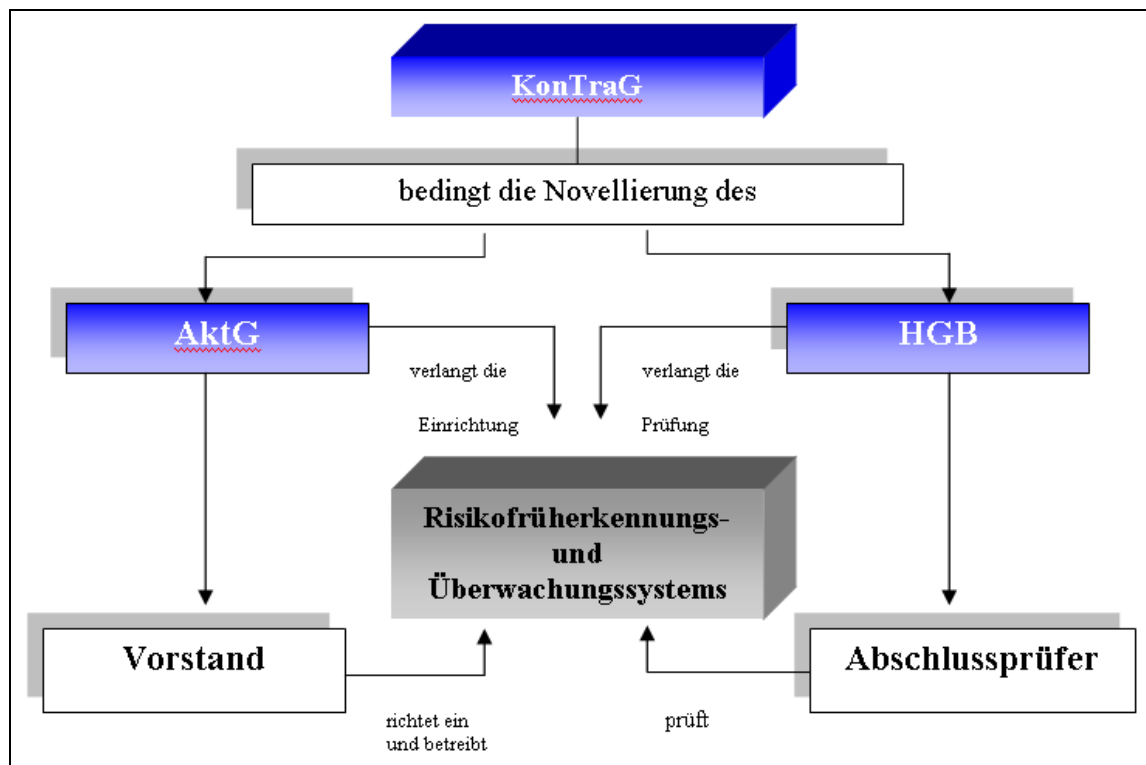 KonTraG
bedingt die Novellierung des
AktG
HGB
verlangt die
Einrichtung
verlangt die
Prüfung
Risikofrüherkennungs-
und
Überwachungssystems
Vorstand
Abschlussprüfer
richtet ein
und betreibt
prüft